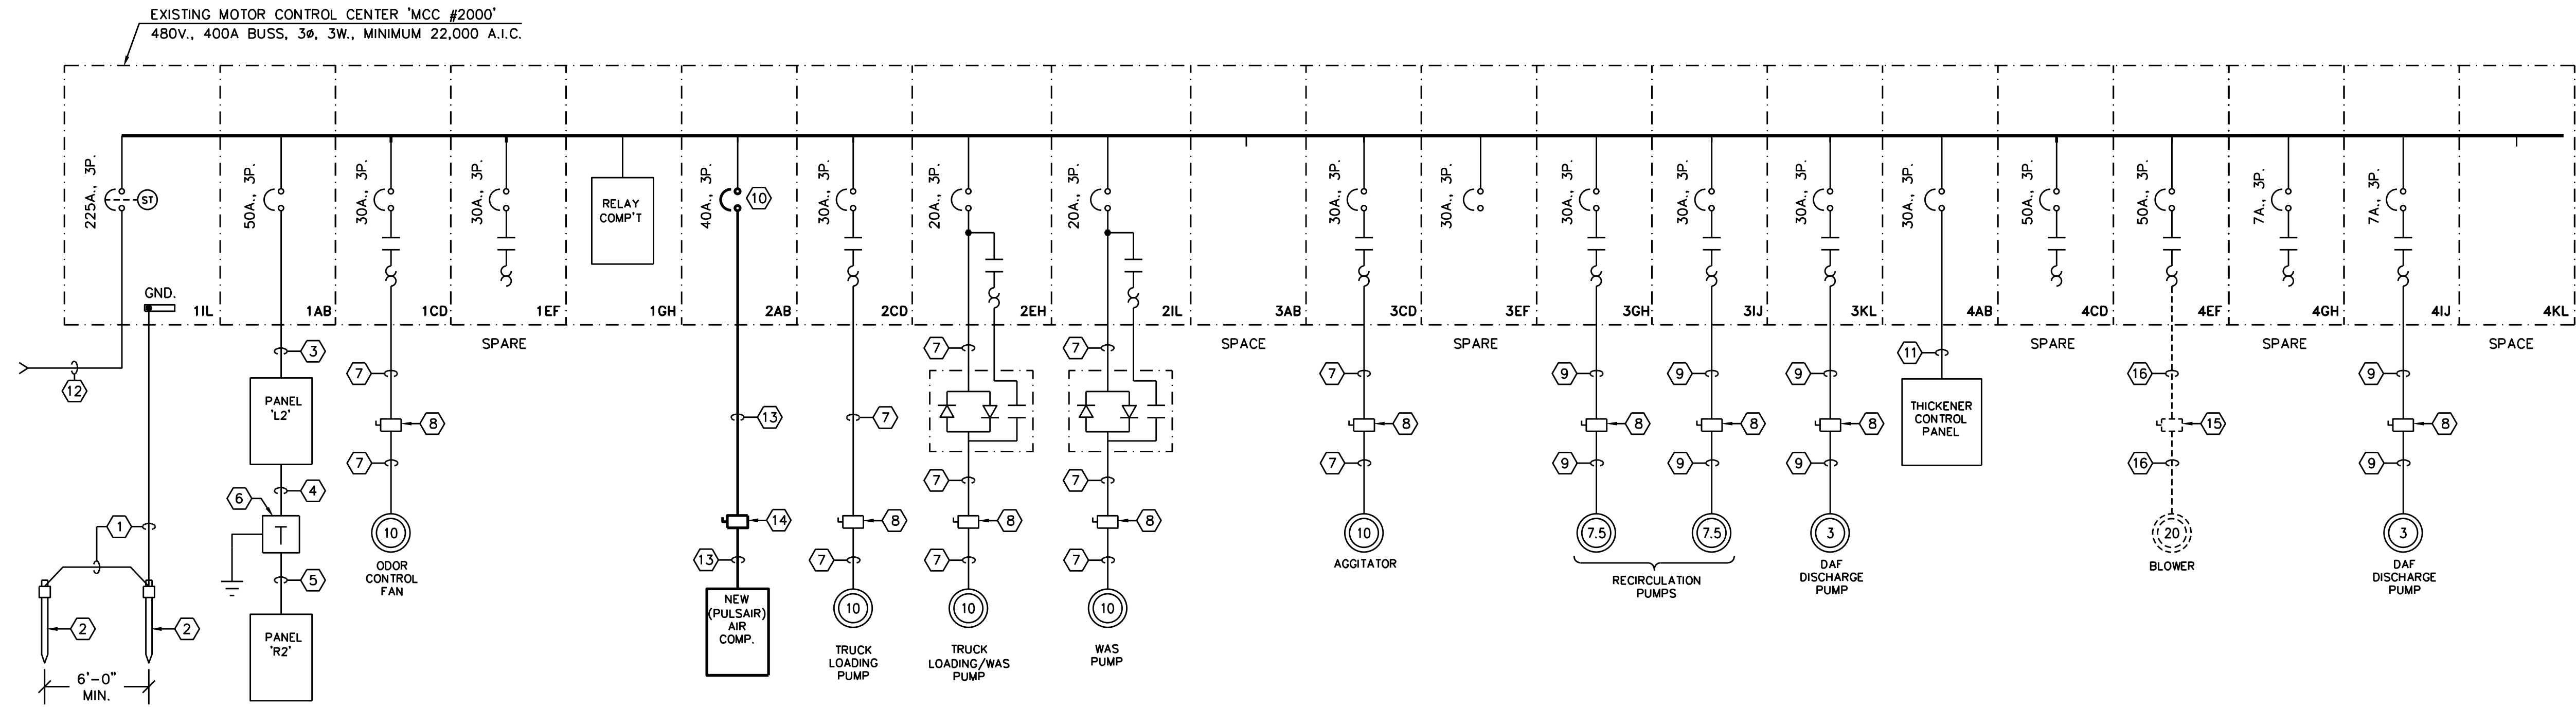 EXISTING MOTOR CONTROL CENTER 'MCC #2000'
480V., 400A BUSS, 3ø, 3W., MINIMUM 22,000 A.I.C.
225A., 3P.
ST
50A., 3P.
30A., 3P.
30A., 3P.
RELAY
COMP'T
40A., 3P.
10
30A., 3P.
20A., 3P.
20A., 3P.
30A., 3P.
30A., 3P.
30A., 3P.
30A., 3P.
30A., 3P.
30A., 3P.
50A., 3P.
50A., 3P.
7A., 3P.
7A., 3P.
GND.
1IL
1AB
1CD
1EF
1GH
2AB
2CD
2EH
2IL
3AB
3CD
3EF
3GH
3IJ
3KL
4AB
4CD
4EF
4GH
4IJ
4KL
SPARE
SPACE
SPARE
SPARE
SPARE
SPACE
12
3
7
7
7
11
7
9
9
9
16
9
PANEL
'L2'
8
13
7
8
8
8
8
THICKENER
CONTROL
PANEL
15
8
4
7
7
7
7
9
9
9
16
9
6
T
1
10
14
8
8
8
10
7.5
7.5
3
20
3
5
ODOR
CONTROL
FAN
13
7
7
7
AGGITATOR
RECIRCULATION
PUMPS
DAF
DISCHARGE
PUMP
BLOWER
DAF
DISCHARGE
PUMP
2
2
PANEL
'R2'
NEW
(PULSAIR)
AIR
COMP.
10
10
10
TRUCK
LOADING
PUMP
TRUCK
LOADING/WAS
PUMP
WAS
PUMP
6'-0"
MIN.